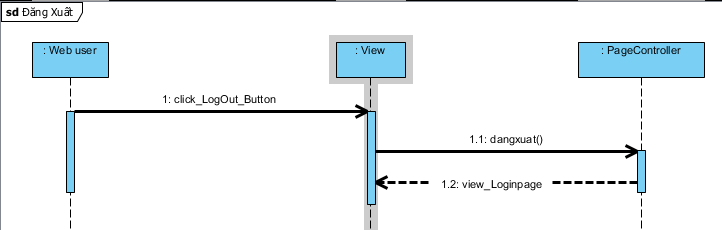 sd Đăng Xuất
: Web user
: View
: PageController
1: click_LogOut_Button
1.1: dangxuat()
1.2: view_Loginpage